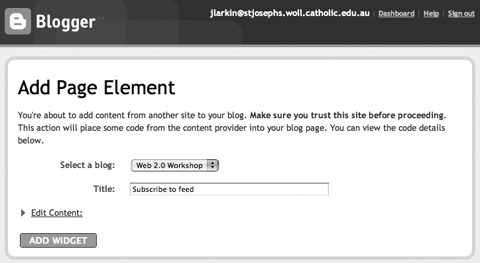 Blogger™
jlarkin@stjosephs.woll.catholic.edu.au | Dashboard | Help | Sign out
Add Page Element
You're about to add content from another site to your blog. Make sure you trust this site before proceeding.
This action will place some code from the content provider into your blog page. You can view the code details
below.
Select a blog: Web 2.0 Workshop
Title: Subscribe to feed
Edit Content:
ADD WIDGET